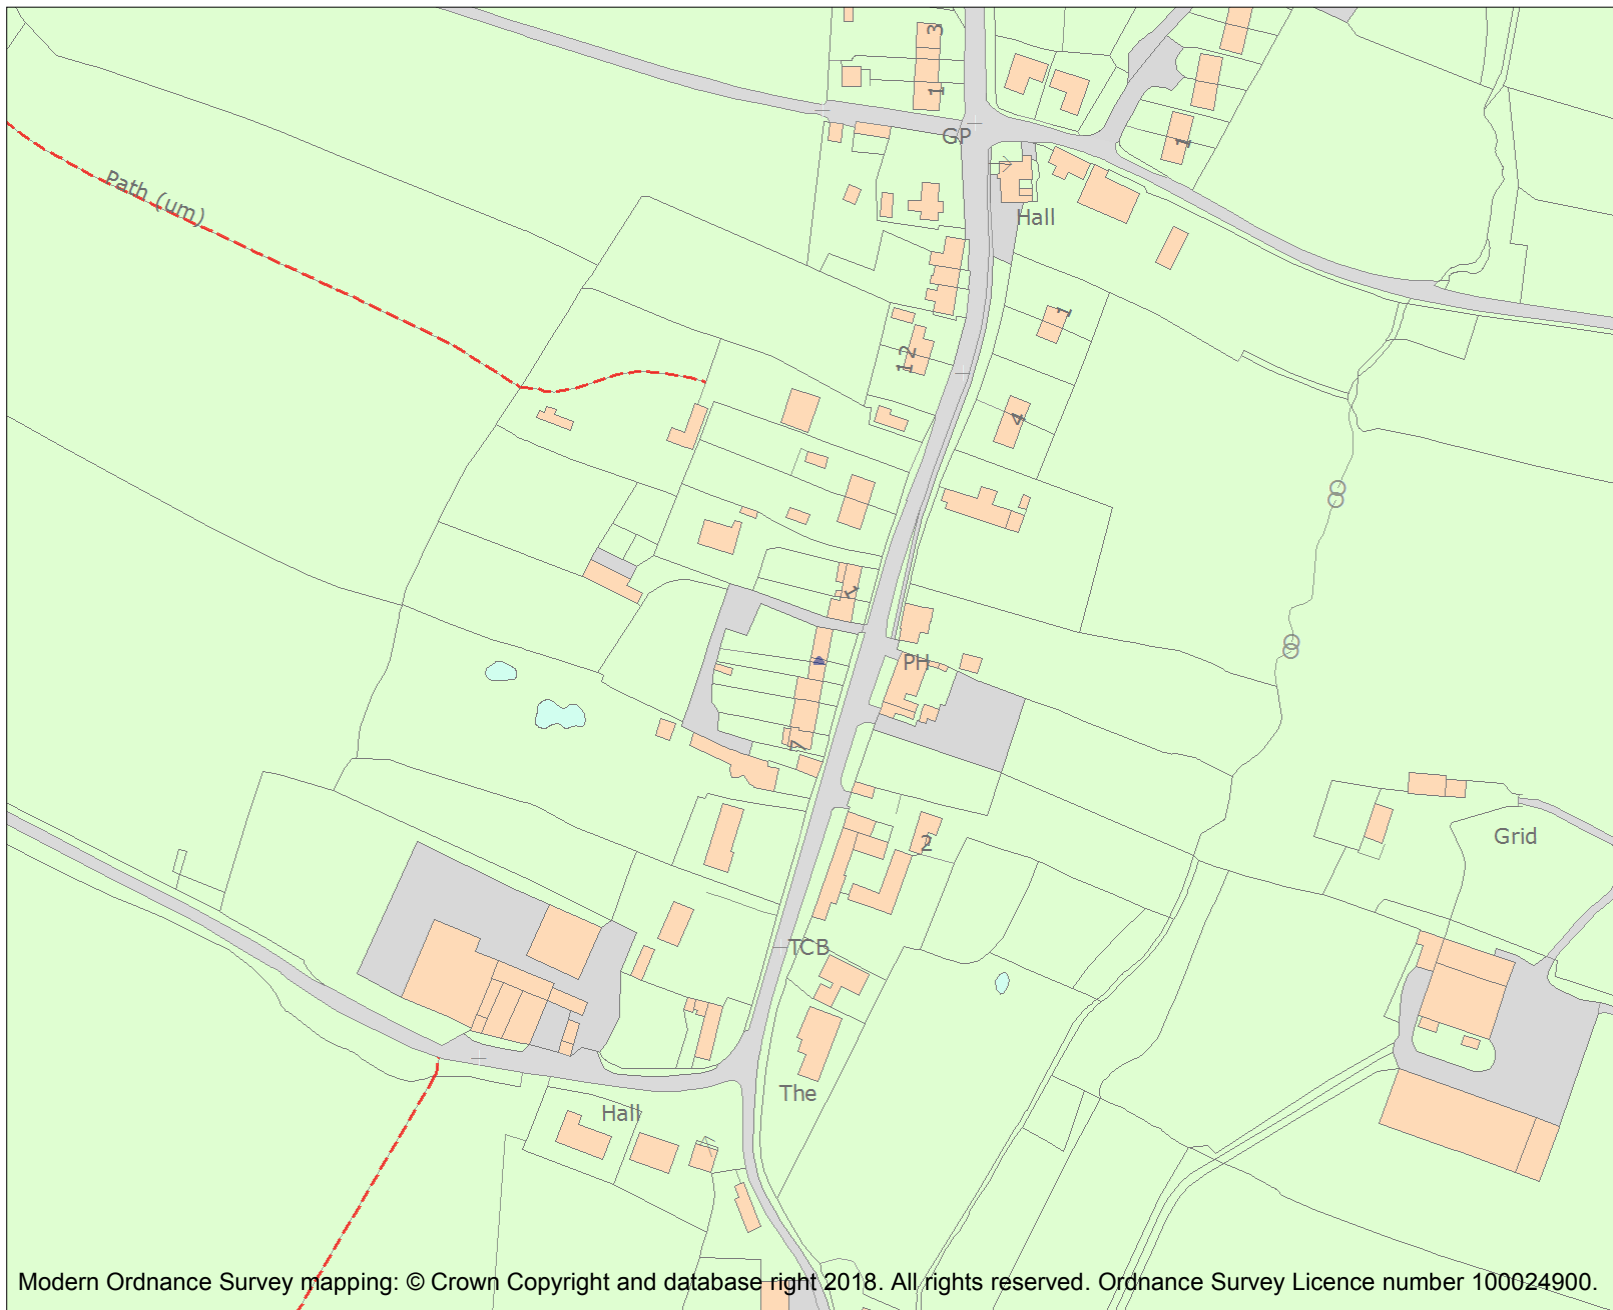 3
1
GP
1
Path (um)
Hall
1
12
4
1
PH
7
2
Grid
TCB
The
Hall
Modern Ordnance Survey mapping: © Crown Copyright and database right 2018. All rights reserved. Ordnance Survey Licence number 100024900.